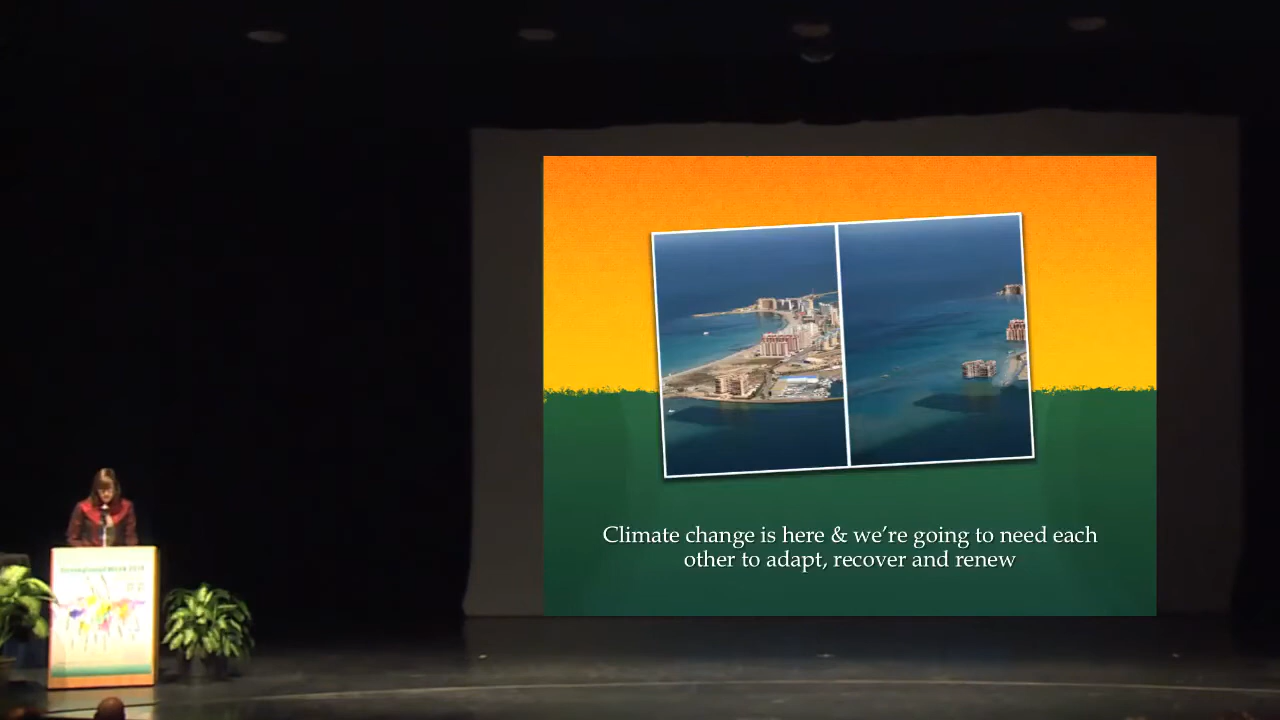 Climate change is here & we're going to need each
other to adapt, recover and renew